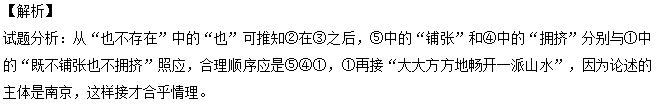 【解析】
试题分析：从“也不存在”中的“也”可推知②在③之后，⑤中的“铺张”和④中的“拥挤”分别与①中
的“既不铺张也不拥挤”照应，合理顺序应是⑤④①，①再接“大大方方地畅开一派山水”，因为论述的
主体是南京，这样接才合乎情理。